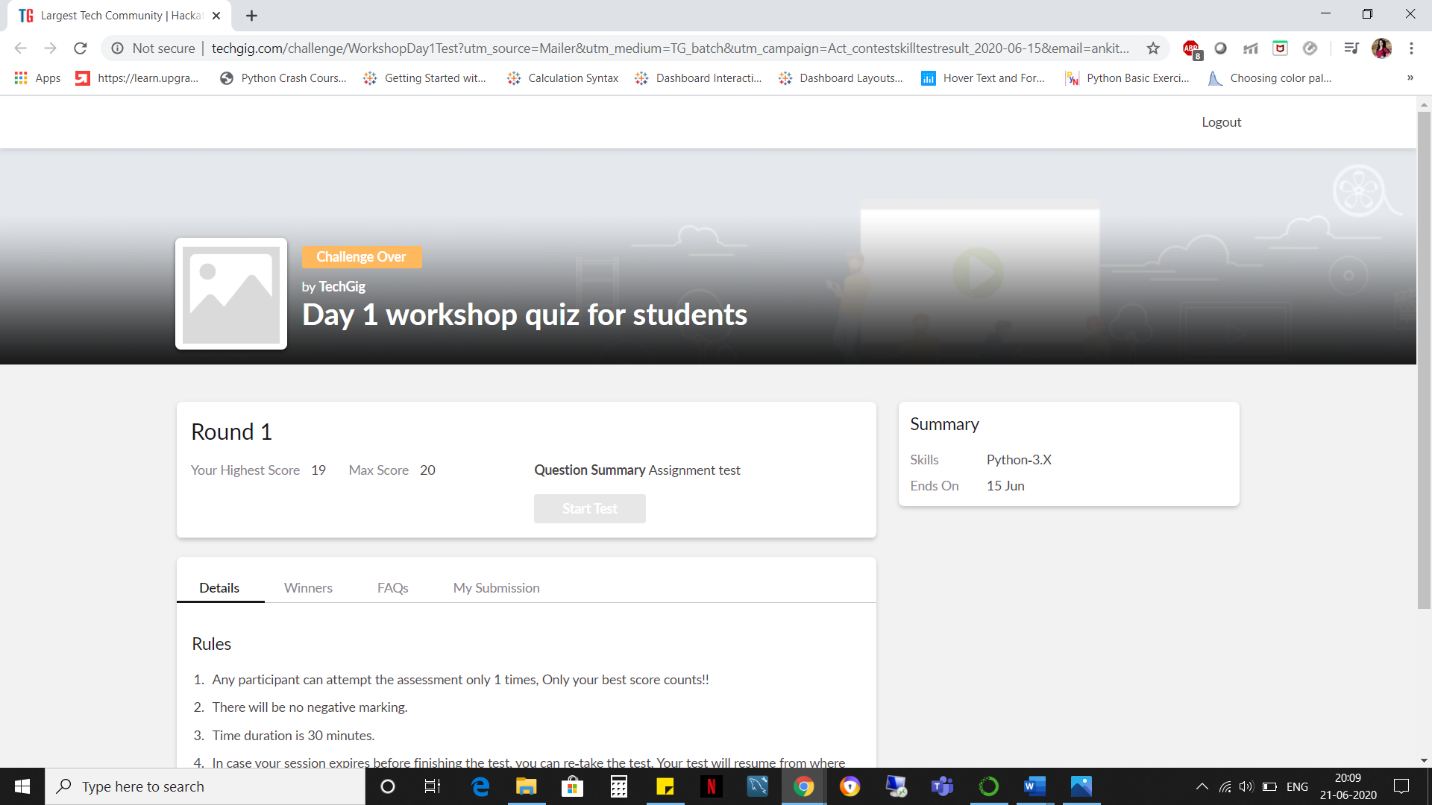 TG Largest Tech Community | Hacka
Not secure | techgig.com/challenge/WorkshopDay1Test?utm_source=Mailer&utm_medium=TG_batch&utm_campaign=Act_contestskilltestresult_2020-06-15&email=ankit...
ABP 8
Apps https://learn.upgra... Python Crash Cours... Getting Started wit... Calculation Syntax Dashboard Interacti... Dashboard Layouts... Hover Text and For... Python Basic Exerci... Choosing color pal... »
Logout
Challenge Over
by TechGig
Day 1 workshop quiz for students
Round 1
Your Highest Score 19 Max Score 20
Question Summary Assignment test
Start Test
Summary
Skills Python-3.X
Ends On 15 Jun
Details Winners FAQs My Submission
Rules
1. Any participant can attempt the assessment only 1 times, Only your best score counts!!
2. There will be no negative marking.
3. Time duration is 30 minutes.
4. In case your session expires before finishing the test, you can re-take the test. Your test will resume from where
Type here to search
N
W
ENG
20:09
21-06-2020